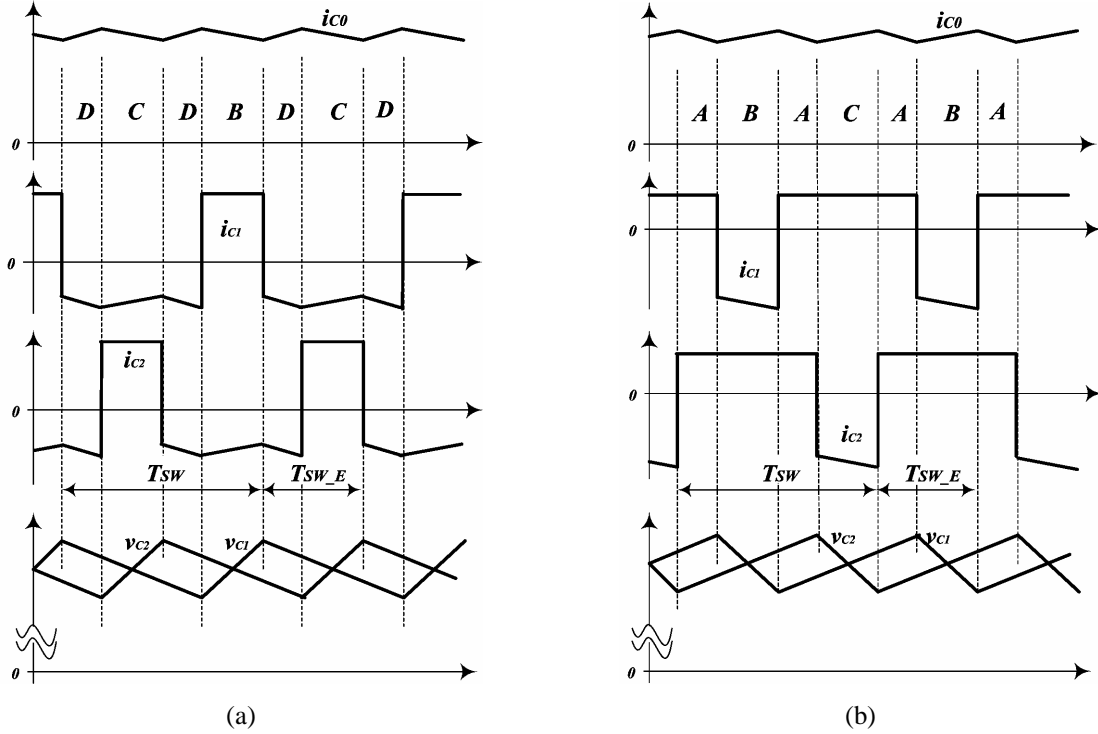 iC0
D C D B D C D
0
iC1
0
iC2
0
TSW TSW_E
vC2 vC1
0
(a)
iC0
A B A C A B A
0
0
iC1
0
iC2
TSW TSW_E
vC2 vC1
0
(b)